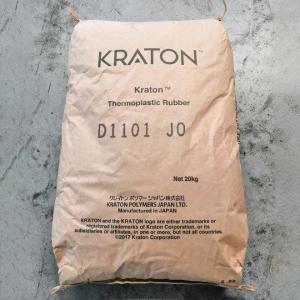 KRATON™
Kraton™
Thermoplastic Rubber
D1101 JO
Net 20kg
クレイトンポリマージャパン株式会社
KRATON POLYMERS JAPAN LTD.
Manufactured in JAPAN
KRATON and the KRATON logo are either trademarks or
registered trademarks of Kraton Corporation, or its
subsidiaries or affiliates, in one or more, but not all countries.
©2017 Kraton Corporation